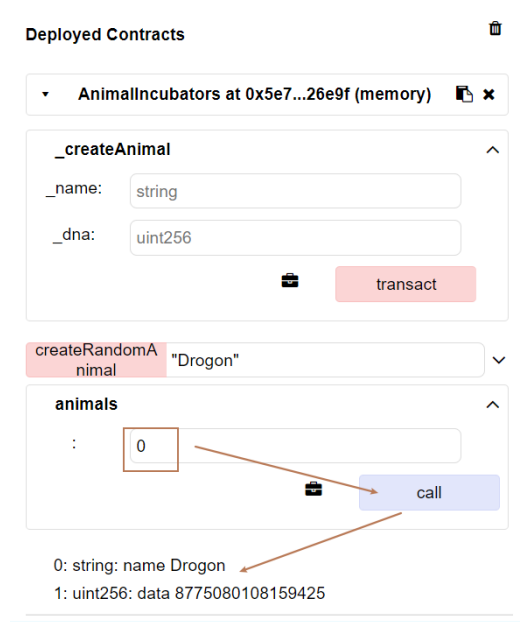 Deployed Contracts
AnimalIncubators at 0x5e7...26e9f (memory)
_createAnimal
_name:
string
_dna:
uint256
transact
createRandomA
nimal
"Drogon"
animals
:
0
call
0: string: name Drogon
1: uint256: data 8775080108159425